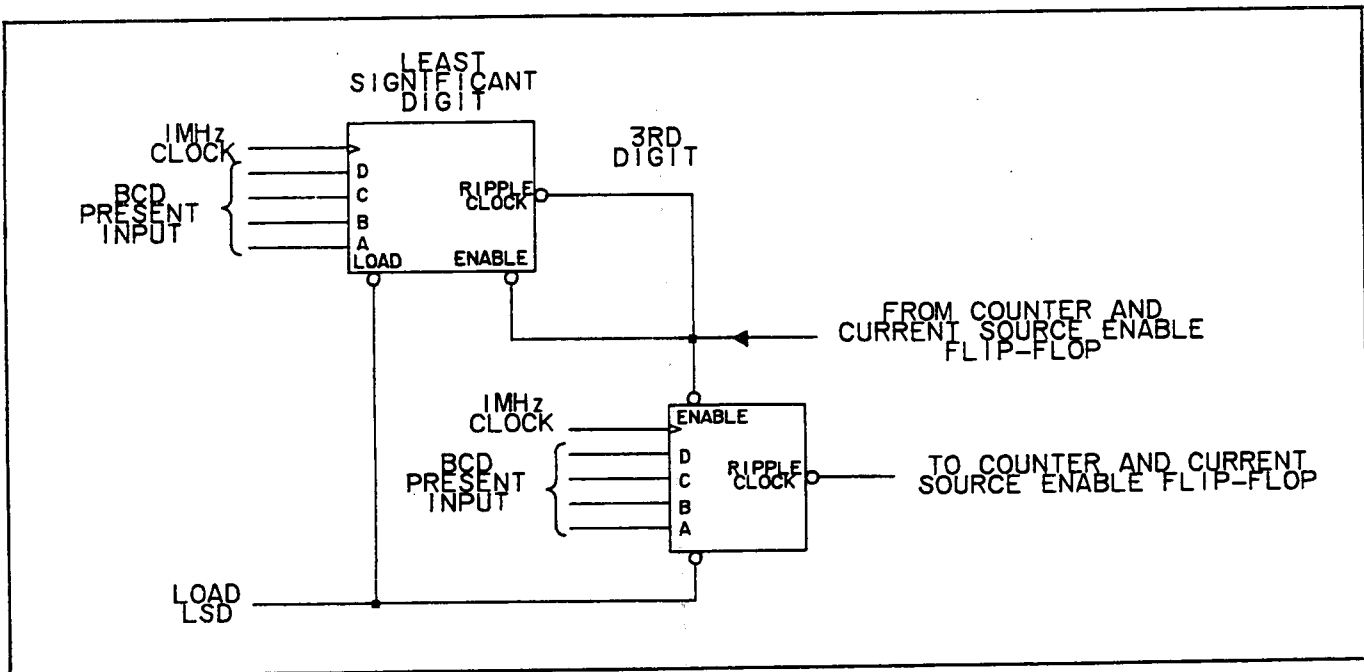 LEAST
SIGNIFICANT
DIGIT
1MHz
CLOCK
D
C
B
A
BCD
PRESENT
INPUT
RIPPLE
CLOCK
LOAD
ENABLE
3RD
DIGIT
FROM COUNTER AND
CURRENT SOURCE ENABLE
FLIP-FLOP
1MHz
CLOCK
ENABLE
D
C
B
A
BCD
PRESENT
INPUT
RIPPLE
CLOCK
TO COUNTER AND CURRENT
SOURCE ENABLE FLIP-FLOP
LOAD
LSD